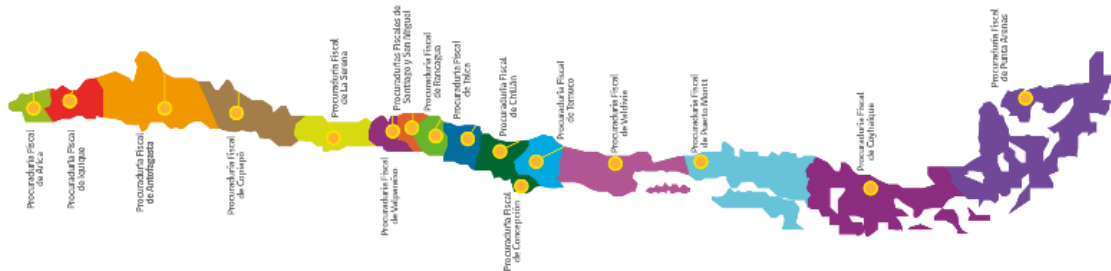 Procuraduría Fiscal
de Arica
Procuraduría Fiscal
de Iquique
Procuraduría Fiscal
de Antofagasta
Procuraduría Fiscal
de Copiapó
Procuraduría Fiscal
de La Serena
Procuraduría Fiscal
de Valparaíso
Procuradurías Fiscales de
Santiago y San Miguel
Procuraduría Fiscal
de Rancagua
Procuraduría Fiscal
de Talca
Procuraduría Fiscal
de Chillán
Procuraduría Fiscal
de Concepción
Procuraduría Fiscal
de Temuco
Procuraduría Fiscal
de Valdivia
Procuraduría Fiscal
de Puerto Montt
Procuraduría Fiscal
de Coyhaique
Procuraduría Fiscal
de Punta Arenas